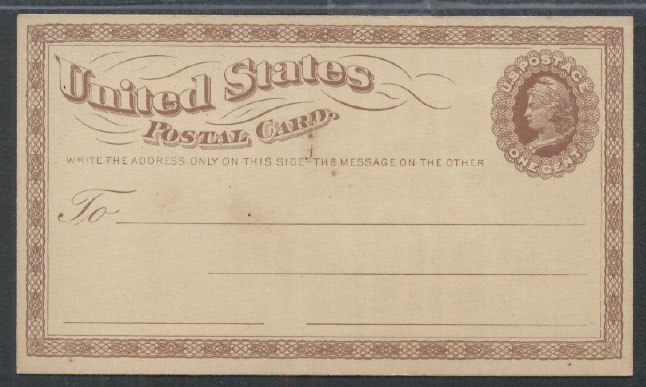 United States
POSTAL CARD.
WRITE THE ADDRESS ONLY ON THIS SIDE-THE MESSAGE ON THE OTHER
To
U.S. POSTAGE
ONE CENT